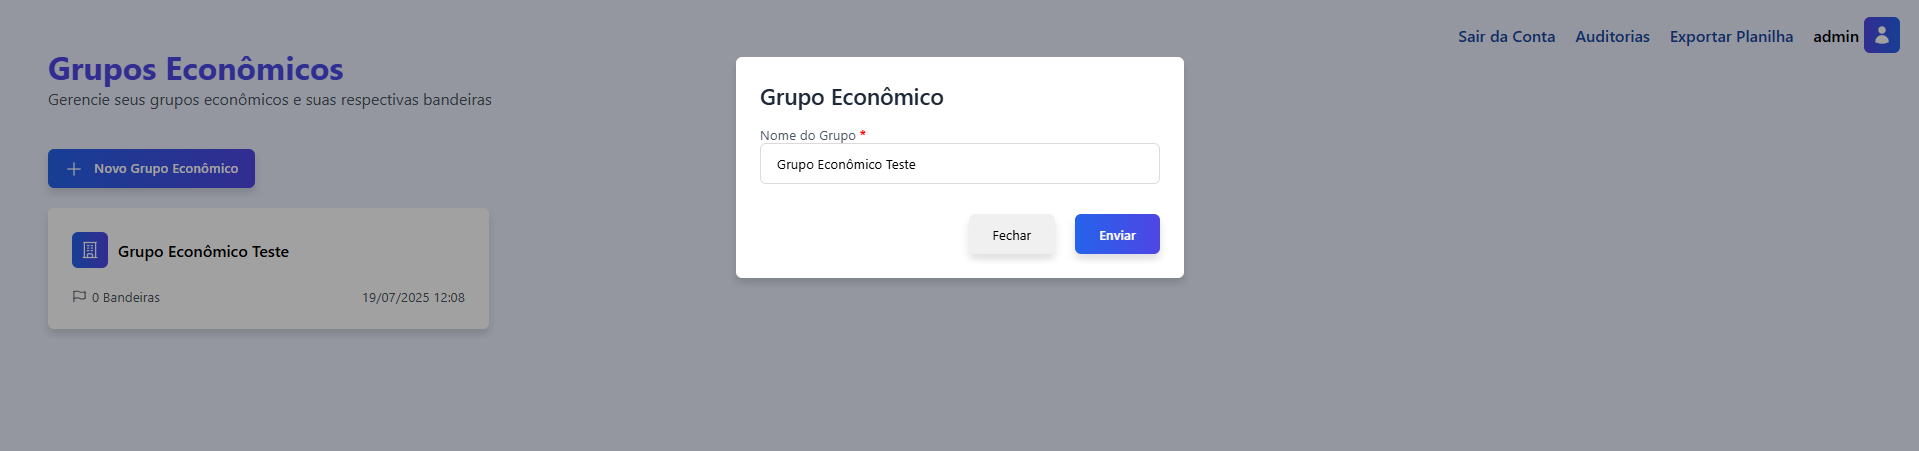 Sair da Conta Auditorias Exportar Planilha admin
Grupos Econômicos
Gerencie seus grupos econômicos e suas respectivas bandeiras
Novo Grupo Econômico
Grupo Econômico Teste
0 Bandeiras 19/07/2025 12:08
Grupo Econômico
Nome do Grupo *
Grupo Econômico Teste
Fechar Enviar